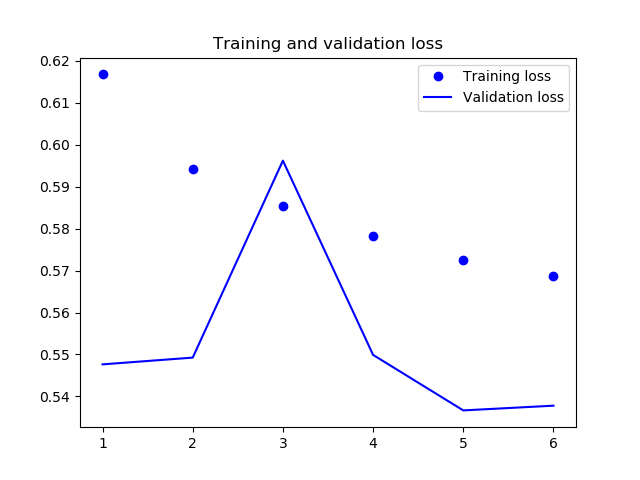 Training and validation loss
0.62
0.61
0.60
0.59
0.58
0.57
0.56
0.55
0.54
Training loss
Validation loss
1 2 3 4 5 6